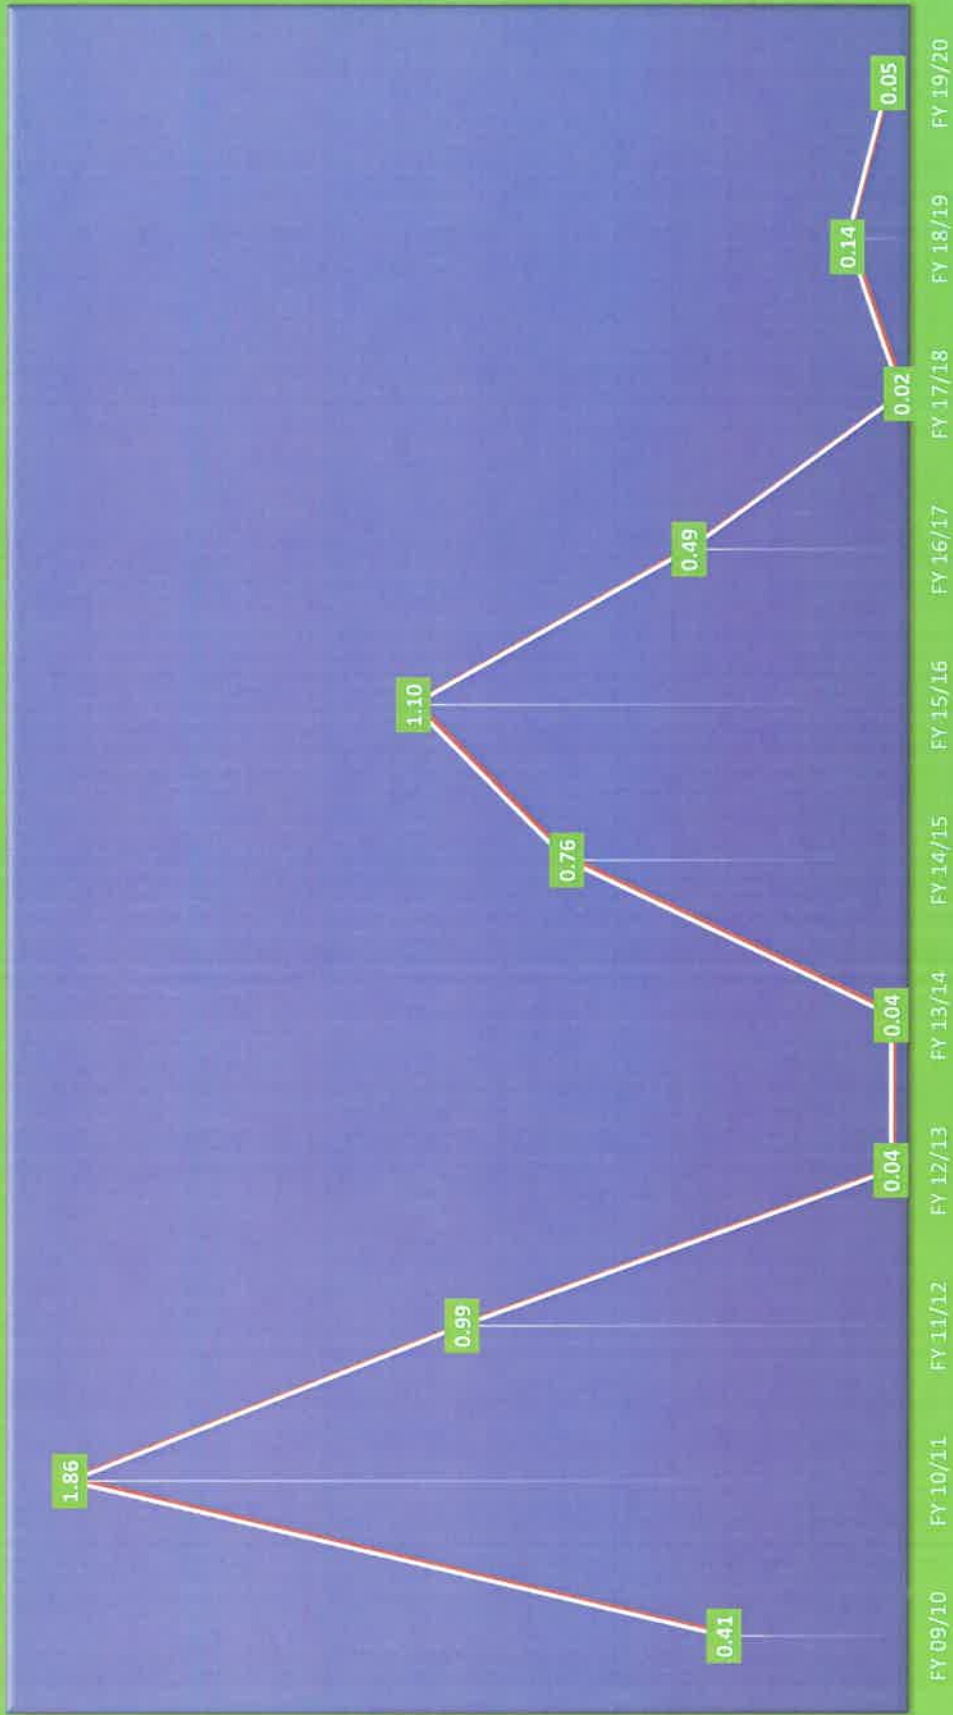 0.41
1.86
0.99
0.04
0.04
0.76
1.10
0.49
0.02
0.14
0.05
FY 09/10
FY 10/11
FY 11/12
FY 12/13
FY 13/14
FY 14/15
FY 15/16
FY 16/17
FY 17/18
FY 18/19
FY 19/20